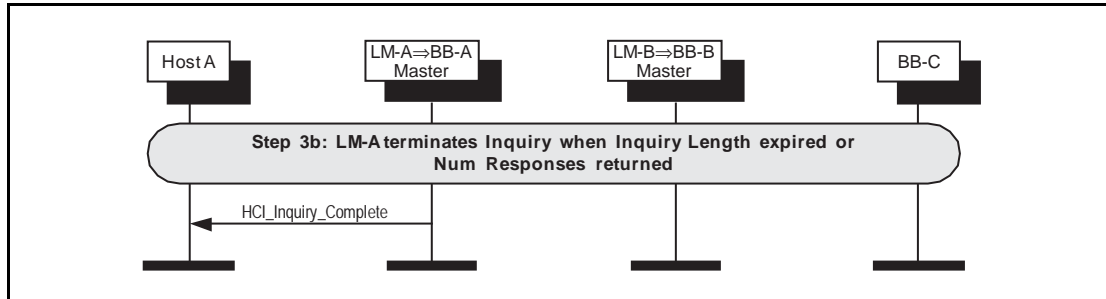 Host A
LM-A⇒BB-A
Master
LM-B⇒BB-B
Master
BB-C
Step 3b: LM-A terminates Inquiry when Inquiry Length expired or
Num Responses returned
HCI_Inquiry_Complete